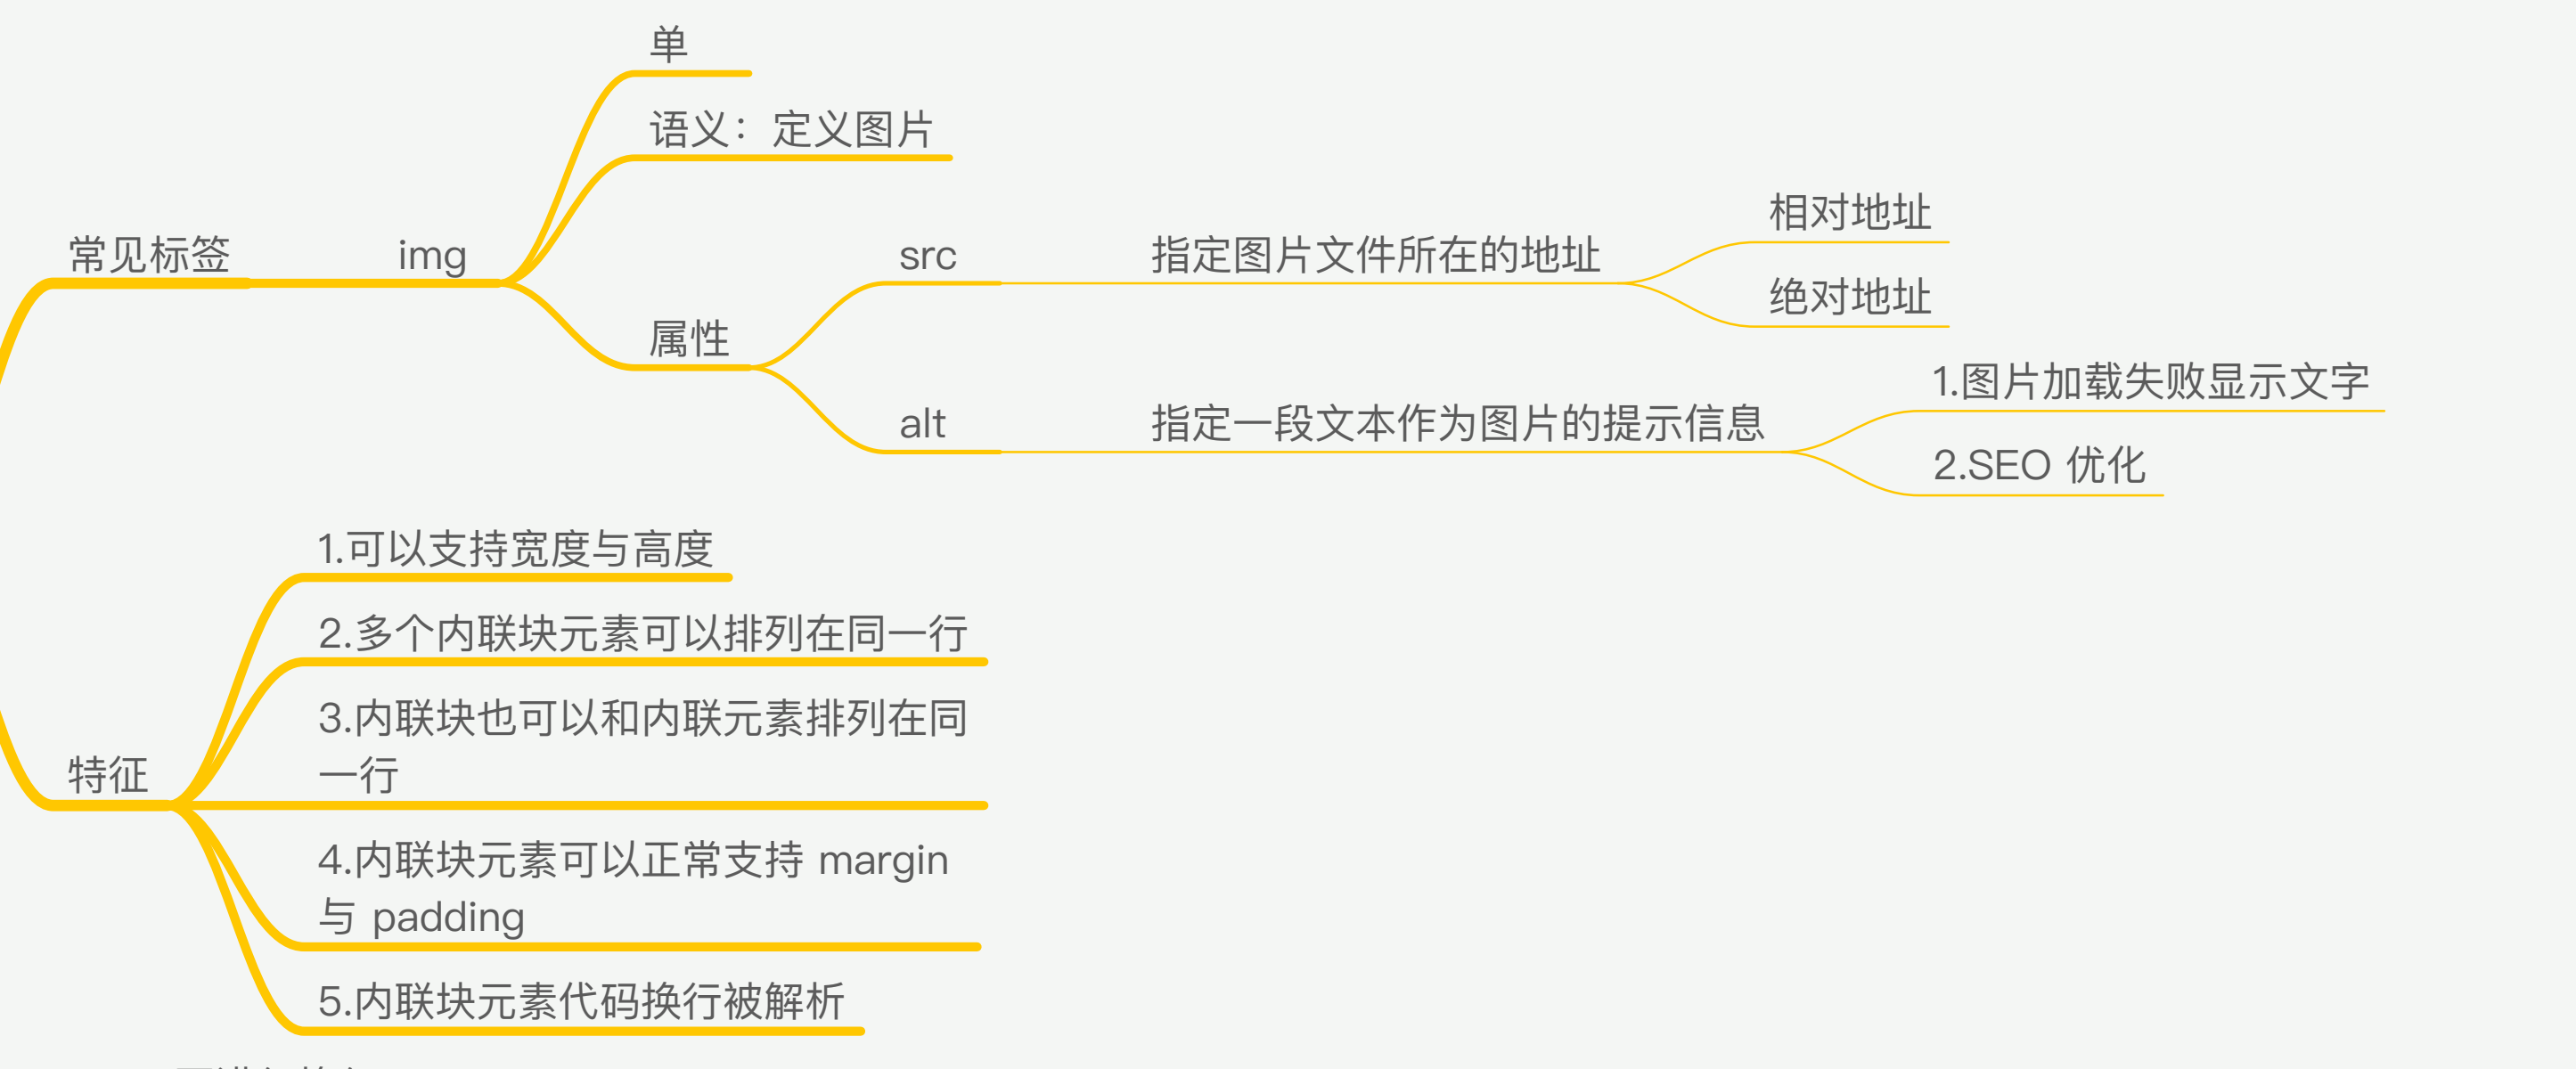 单
语义：定义图片
常见标签
img
属性
src
指定图片文件所在的地址
相对地址
绝对地址
alt
指定一段文本作为图片的提示信息
1.图片加载失败显示文字
2.SEO 优化
特征
1.可以支持宽度与高度
2.多个内联块元素可以排列在同一行
3.内联块也可以和内联元素排列在同
一行
4.内联块元素可以正常支持 margin
与 padding
5.内联块元素代码换行被解析